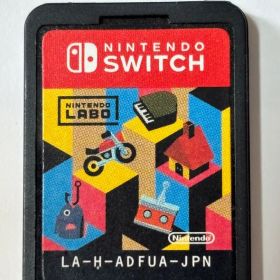 NINTENDO
SWITCH
NINTENDO
LABO
Nintendo
LA-H-ADFUA-JPN